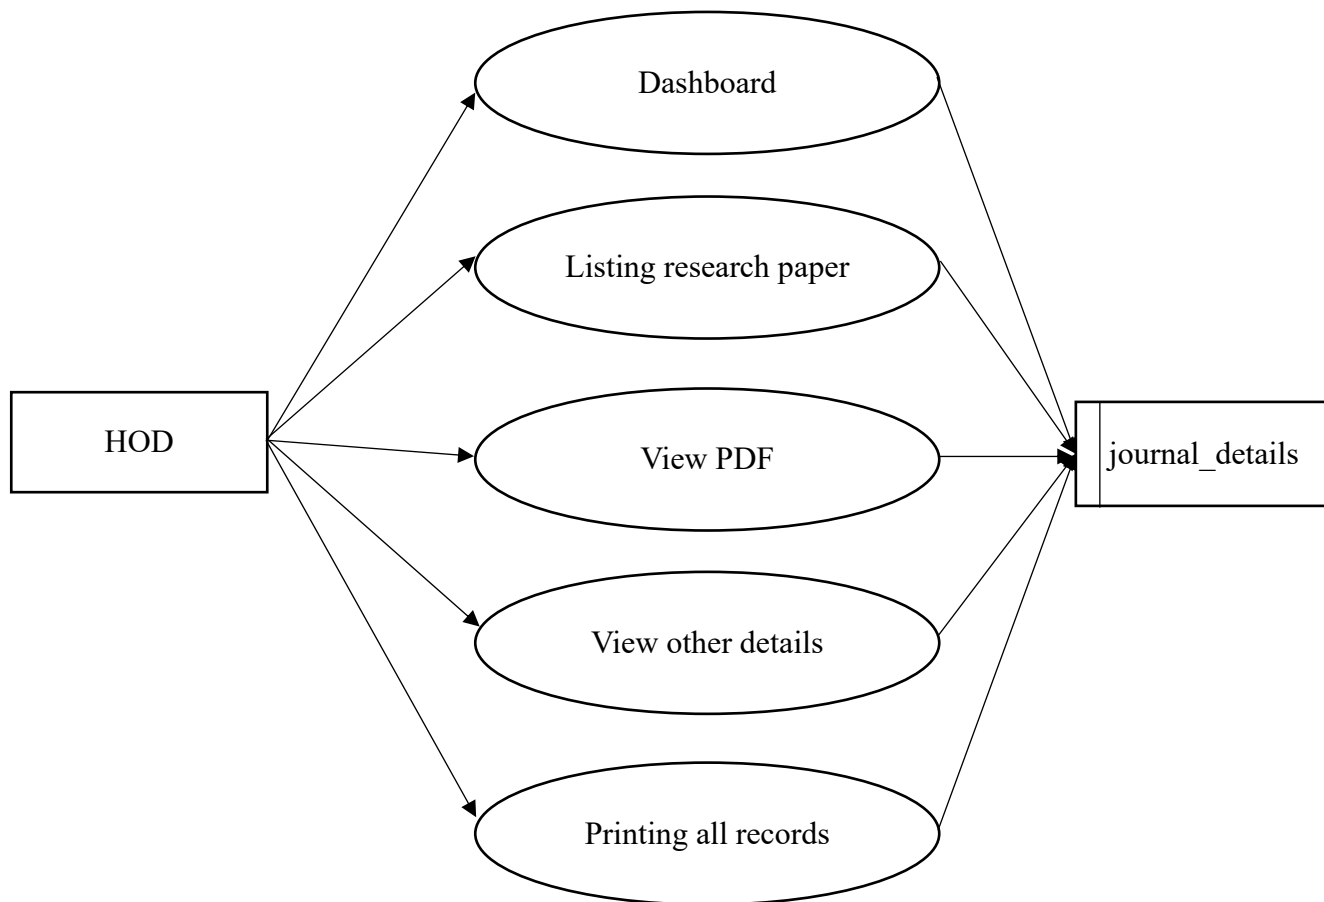 Dashboard
Listing research paper
HOD
View PDF
journal_details
View other details
Printing all records